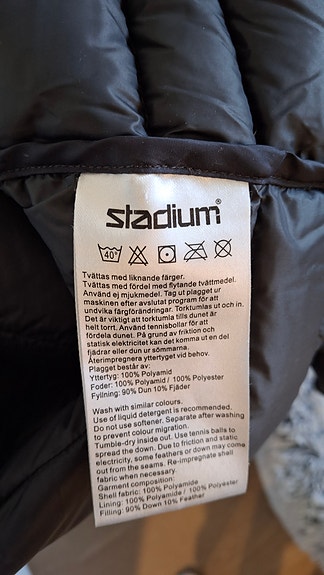 stadium®
40°
Tvättas med liknande färger.
Tvättas med fördel med flytande tvättmedel.
Använd ej mjukmedel. Tag ut plagget ur
maskinen efter avslutat program för att
undvika färgförändringar. Torktumlas ut och in.
Det är viktigt att torktumla tills dunet är
helt torrt. Använd tennisbollar för att
fördela dunet. På grund av friktion och
statisk elektricitet kan det komma ut en del
fjädrar eller dun ur sömmarna.
Återimpregnera yttertyget vid behov.
Plagget består av:
Yttertyg: 100% Polyamid
Foder: 100% Polyamid / 100% Polyester
Fyllning: 90% Dun 10% Fjäder
Wash with similar colours.
Use of liquid detergent is recommended.
Do not use softener. Separate after washing
to prevent colour migration.
Tumble-dry inside out. Use tennis balls to
spread the down. Due to friction and static
electricity, some feathers or down may come
out from the seams. Re-impregnate shell
fabric when necessary.
Garment composition:
Shell fabric: 100% Polyamide
Lining: 100% Polyamide / 100% Polyester
Filling: 90% Down 10% Feather